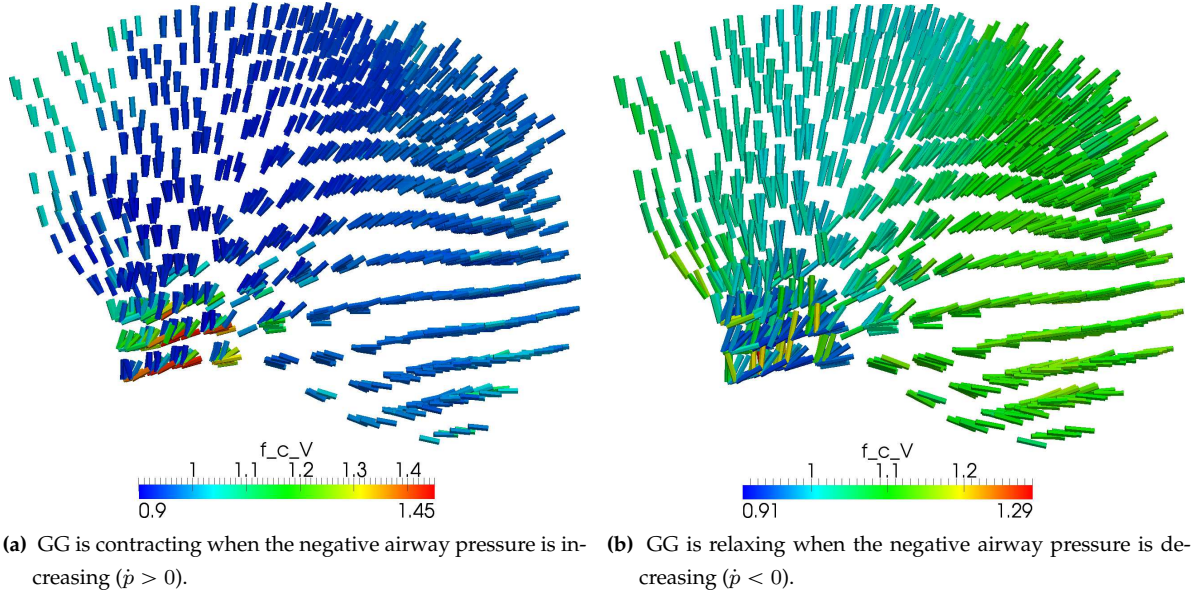 f_c_V
1 1.1 1.2 1.3 1.4
0.9 1.45
(a) GG is contracting when the negative airway pressure is in-
creasing (ṗ > 0).
f_c_V
1 1.1 1.2
0.91 1.29
(b) GG is relaxing when the negative airway pressure is de-
creasing (ṗ < 0).